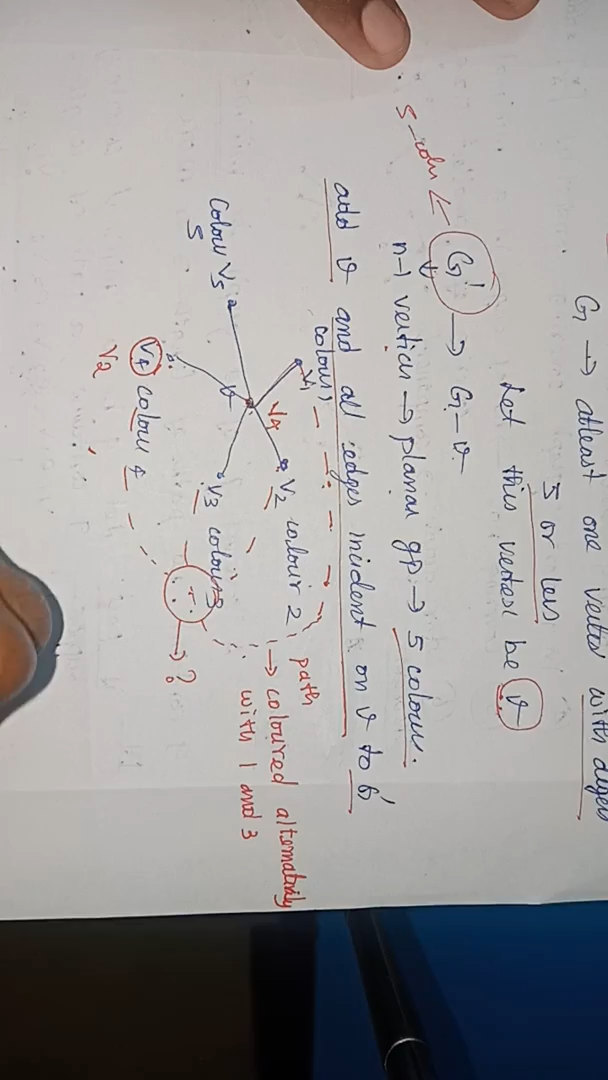 G → atleast one vertex with degree
5 or less
Let this vertex be v
G' → G - v
5-colour
n-1 vertices → planar gp → 5 colour.
add v and all edges incident on v to G'
V1
colour 1
V4
V2 colour 2
path
→ coloured alternatively
with 1 and 3
V3 colour 3
→ ?
v
Colour V5
5
V4 colour 4
V2